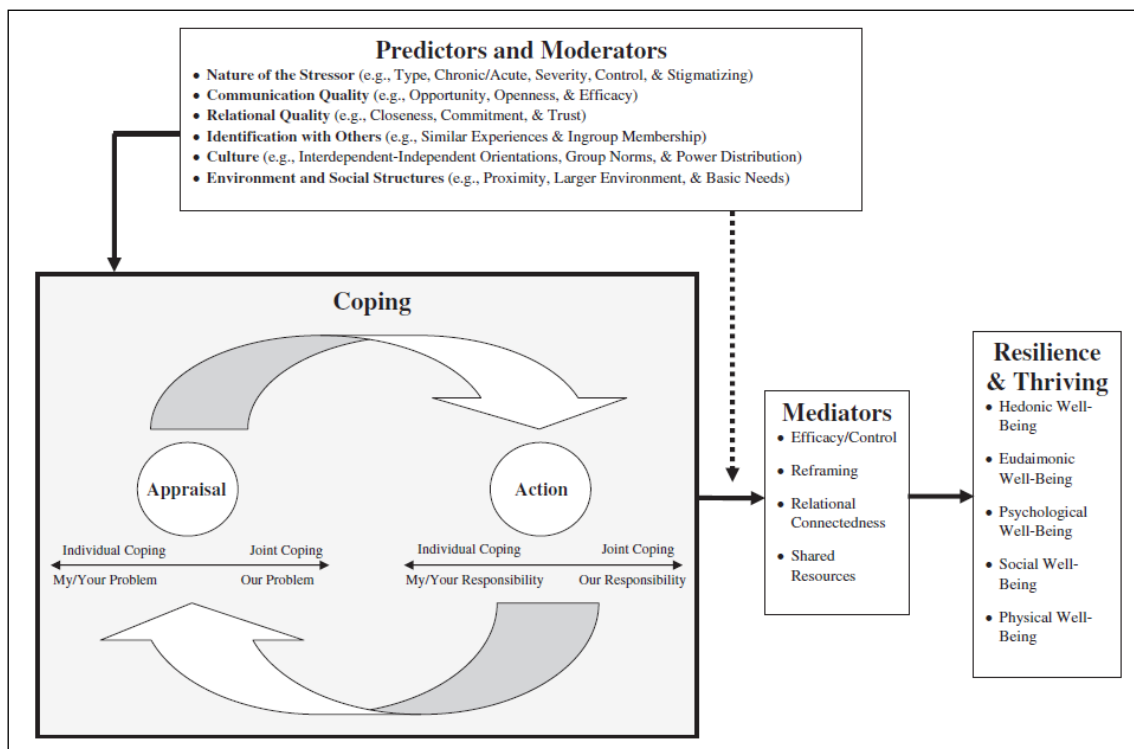 Predictors and Moderators
• Nature of the Stressor (e.g., Type, Chronic/Acute, Severity, Control, & Stigmatizing)
• Communication Quality (e.g., Opportunity, Openness, & Efficacy)
• Relational Quality (e.g., Closeness, Commitment, & Trust)
• Identification with Others (e.g., Similar Experiences & Ingroup Membership)
• Culture (e.g., Interdependent-Independent Orientations, Group Norms, & Power Distribution)
• Environment and Social Structures (e.g., Proximity, Larger Environment, & Basic Needs)
Coping
Appraisal
Action
Individual Coping Joint Coping
My/Your Problem Our Problem
Individual Coping Joint Coping
My/Your Responsibility Our Responsibility
Mediators
• Efficacy/Control
• Reframing
• Relational
Connectedness
• Shared
Resources
Resilience
& Thriving
• Hedonic Well-
Being
• Eudaimonic
Well-Being
• Psychological
Well-Being
• Social Well-
Being
• Physical Well-
Being